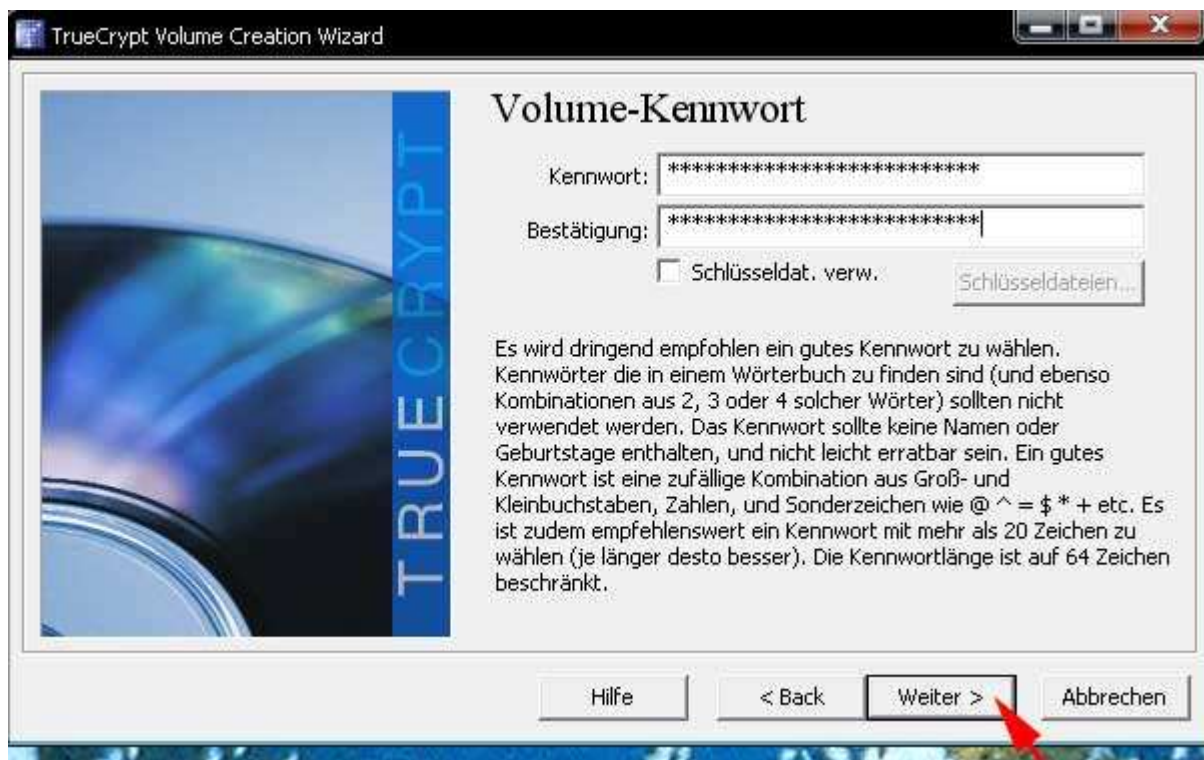 TrueCrypt Volume Creation Wizard
Volume-Kennwort
Kennwort: **************************
Bestätigung: **************************
Schlüsseldat. verw.
Schlüsseldateien...
Es wird dringend empfohlen ein gutes Kennwort zu wählen.
Kennwörter die in einem Wörterbuch zu finden sind (und ebenso
Kombinationen aus 2, 3 oder 4 solcher Wörter) sollten nicht
verwendet werden. Das Kennwort sollte keine Namen oder
Geburtstage enthalten, und nicht leicht erratbar sein. Ein gutes
Kennwort ist eine zufällige Kombination aus Groß- und
Kleinbuchstaben, Zahlen, und Sonderzeichen wie @ ^ = $ * + etc. Es
ist zudem empfehlenswert ein Kennwort mit mehr als 20 Zeichen zu
wählen (je länger desto besser). Die Kennwortlänge ist auf 64 Zeichen
beschränkt.
TRUECRYPT
Hilfe
< Back
Weiter >
Abbrechen